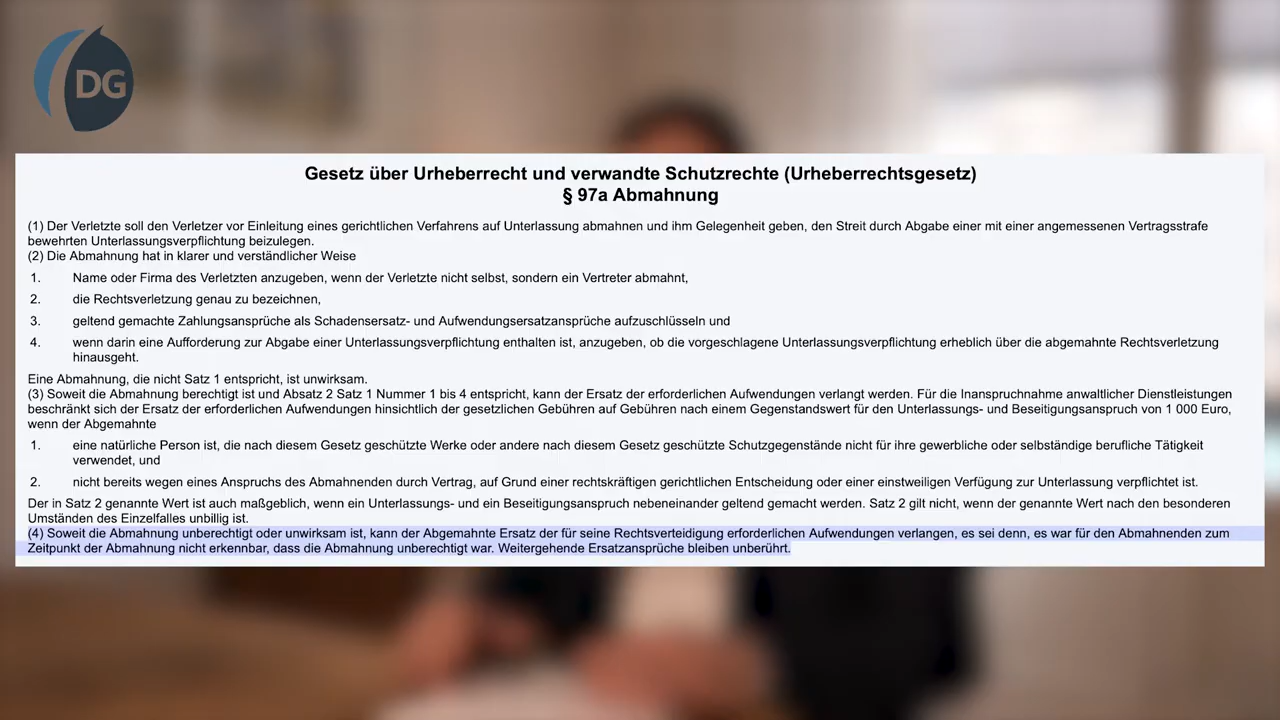 DG
Gesetz über Urheberrecht und verwandte Schutzrechte (Urheberrechtsgesetz)
§ 97a Abmahnung
(1) Der Verletzte soll den Verletzer vor Einleitung eines gerichtlichen Verfahrens auf Unterlassung abmahnen und ihm Gelegenheit geben, den Streit durch Abgabe einer mit einer angemessenen Vertragsstrafe
bewehrten Unterlassungsverpflichtung beizulegen.
(2) Die Abmahnung hat in klarer und verständlicher Weise
1. Name oder Firma des Verletzten anzugeben, wenn der Verletzte nicht selbst, sondern ein Vertreter abmahnt,
2. die Rechtsverletzung genau zu bezeichnen,
3. geltend gemachte Zahlungsansprüche als Schadensersatz- und Aufwendungsersatzansprüche aufzuschlüsseln und
4. wenn darin eine Aufforderung zur Abgabe einer Unterlassungsverpflichtung enthalten ist, anzugeben, ob die vorgeschlagene Unterlassungsverpflichtung erheblich über die abgemahnte Rechtsverletzung
hinausgeht.
Eine Abmahnung, die nicht Satz 1 entspricht, ist unwirksam.
(3) Soweit die Abmahnung berechtigt ist und Absatz 2 Satz 1 Nummer 1 bis 4 entspricht, kann der Ersatz der erforderlichen Aufwendungen verlangt werden. Für die Inanspruchnahme anwaltlicher Dienstleistungen
beschränkt sich der Ersatz der erforderlichen Aufwendungen hinsichtlich der gesetzlichen Gebühren auf Gebühren nach einem Gegenstandswert für den Unterlassungs- und Beseitigungsanspruch von 1 000 Euro,
wenn der Abgemahnte
1. eine natürliche Person ist, die nach diesem Gesetz geschützte Werke oder andere nach diesem Gesetz geschützte Schutzgegenstände nicht für ihre gewerbliche oder selbständige berufliche Tätigkeit
verwendet, und
2. nicht bereits wegen eines Anspruchs des Abmahnenden durch Vertrag, auf Grund einer rechtskräftigen gerichtlichen Entscheidung oder einer einstweiligen Verfügung zur Unterlassung verpflichtet ist.
Der in Satz 2 genannte Wert ist auch maßgeblich, wenn ein Unterlassungs- und ein Beseitigungsanspruch nebeneinander geltend gemacht werden. Satz 2 gilt nicht, wenn der genannte Wert nach den besonderen
Umständen des Einzelfalles unbillig ist.
(4) Soweit die Abmahnung unberechtigt oder unwirksam ist, kann der Abgemahnte Ersatz der für seine Rechtsverteidigung erforderlichen Aufwendungen verlangen, es sei denn, es war für den Abmahnenden zum
Zeitpunkt der Abmahnung nicht erkennbar, dass die Abmahnung unberechtigt war. Weitergehende Ersatzansprüche bleiben unberührt.